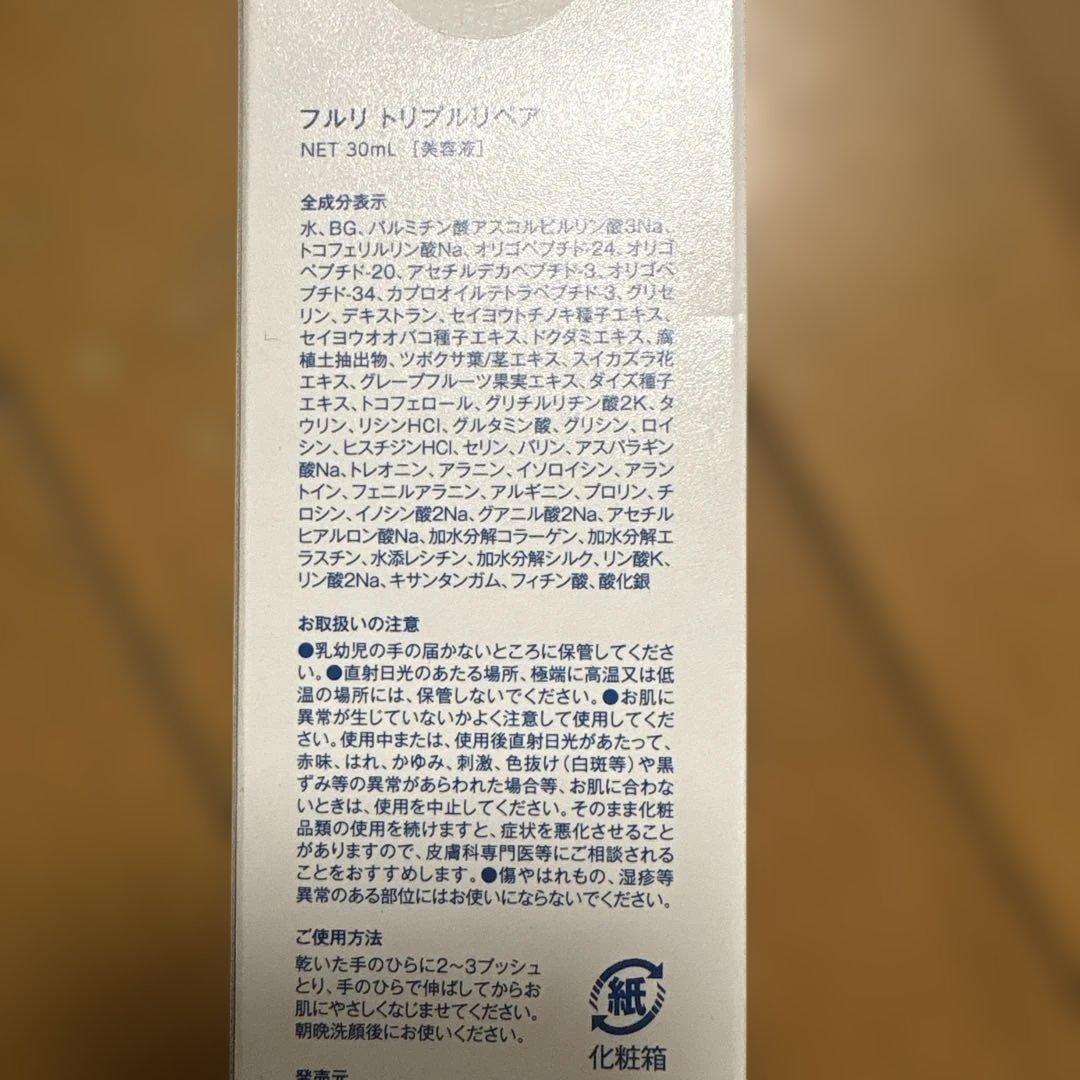 フルリ トリプルリペア
NET 30mL [美容液]
全成分表示
水、BG、パルミチン酸アスコルビルリン酸3Na、
トコフェリルリン酸Na、オリゴペプチド-24、オリゴ
ペプチド-20、アセチルデカペプチド-3、オリゴペ
プチド-34、カプロオイルテトラペプチド-3、グリセ
リン、デキストラン、セイヨウトチノキ種子エキス、
セイヨウオオバコ種子エキス、ドクダミエキス、腐
植土抽出物、ツボクサ葉/茎エキス、スイカズラ花
エキス、グレープフルーツ果実エキス、ダイズ種子
エキス、トコフェロール、グリチルリチン酸2K、タ
ウリン、リシンHCl、グルタミン酸、グリシン、ロイ
シン、ヒスチジンHCl、セリン、バリン、アスパラギン
酸Na、トレオニン、アラニン、イソロイシン、アラン
トイン、フェニルアラニン、アルギニン、プロリン、チ
ロシン、イノシン酸2Na、グアニル酸2Na、アセチル
ヒアルロン酸Na、加水分解コラーゲン、加水分解エ
ラスチン、水添レシチン、加水分解シルク、リン酸K、
リン酸2Na、キサンタンガム、フィチン酸、酸化銀
お取扱いの注意
●乳幼児の手の届かないところに保管してくださ
い。●直射日光のあたる場所、極端に高温又は低
温の場所には、保管しないでください。●お肌に
異常が生じていないかよく注意して使用してくだ
さい。使用中または、使用後直射日光があたって、
赤味、はれ、かゆみ、刺激、色抜け（白斑等）や黒
ずみ等の異常があらわれた場合等、お肌に合わな
いときは、使用を中止してください。そのまま化粧
品類の使用を続けますと、症状を悪化させること
がありますので、皮膚科専門医等にご相談される
ことをおすすめします。●傷やはれもの、湿疹等
異常のある部位にはお使いにならないでください。
ご使用方法
乾いた手のひらに2〜3プッシュ
とり、手のひらで伸ばしてからお
肌にやさしくなじませてください。
朝晩洗顔後にお使いください。
紙
化粧箱
発売元